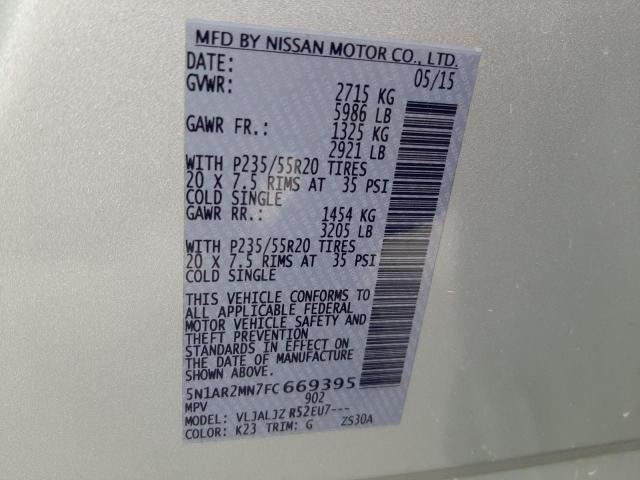 MFD BY NISSAN MOTOR CO., LTD.
DATE: 05/15
GVWR: 2715 KG
5986 LB
GAWR FR.: 1325 KG
2921 LB
WITH P235/55R20 TIRES
20 X 7.5 RIMS AT 35 PSI
COLD SINGLE
GAWR RR.: 1454 KG
3205 LB
WITH P235/55R20 TIRES
20 X 7.5 RIMS AT 35 PSI
COLD SINGLE
THIS VEHICLE CONFORMS TO
ALL APPLICABLE FEDERAL
MOTOR VEHICLE SAFETY AND
THEFT PREVENTION
STANDARDS IN EFFECT ON
THE DATE OF MANUFACTURE
SHOWN ABOVE.
5N1AR2MN7FC669395
MPV 902
MODEL: VLJALJZ R52EU7---
COLOR: K23 TRIM: G ZS30A